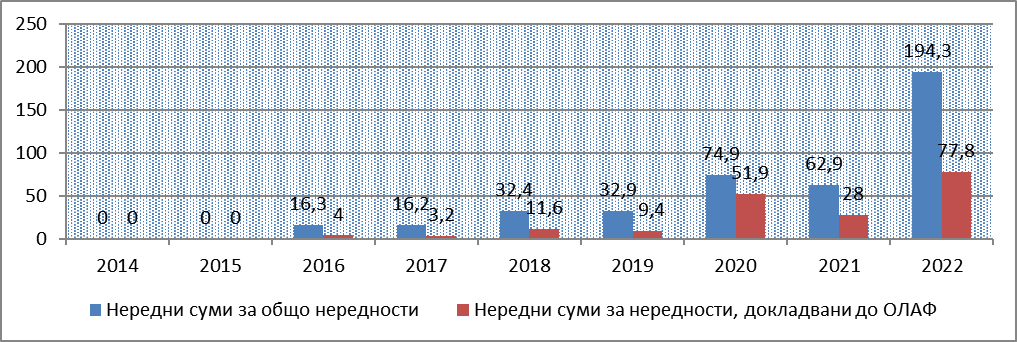 250
200
150
100
50
0
0 0 0 0 16,3 4 16,2 3,2 32,4 11,6 32,9 9,4 74,9 51,9 62,9 28 194,3 77,8
2014 2015 2016 2017 2018 2019 2020 2021 2022
Нередни суми за общо нередности Нередни суми за нередности, докладвани до ОЛАФ